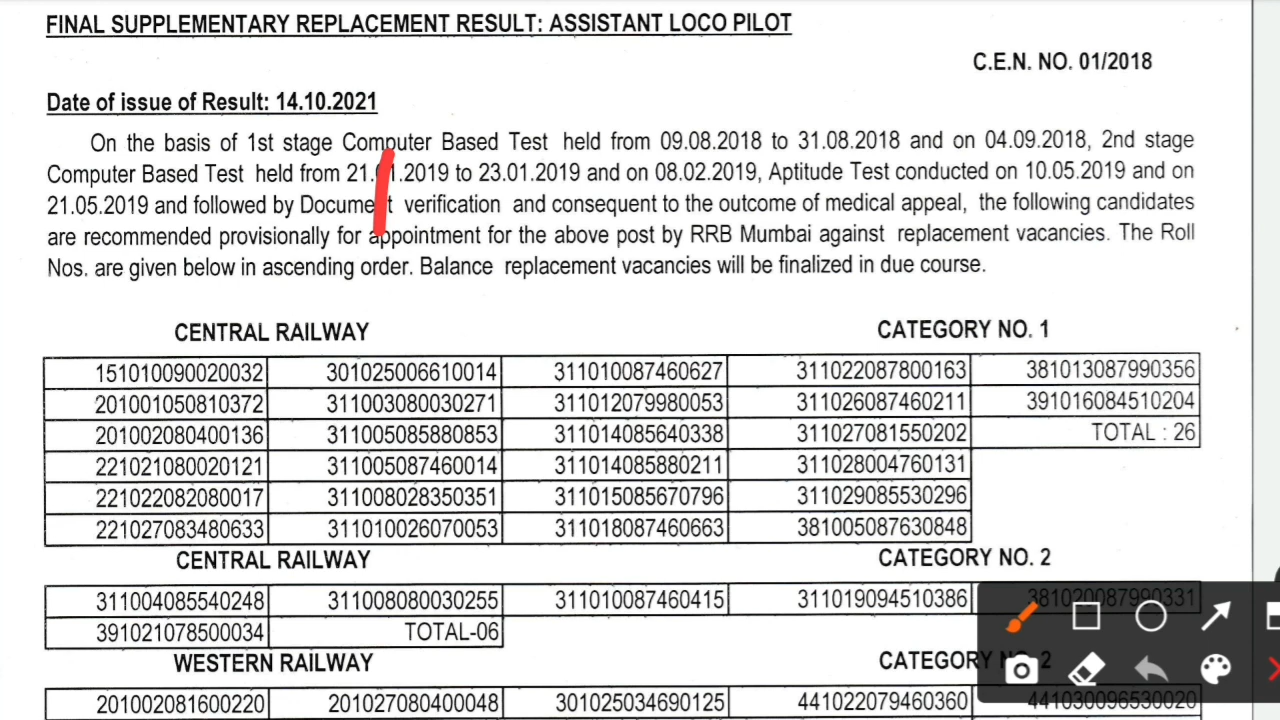 FINAL SUPPLEMENTARY REPLACEMENT RESULT: ASSISTANT LOCO PILOT
C.E.N. NO. 01/2018
Date of issue of Result: 14.10.2021
On the basis of 1st stage Computer Based Test held from 09.08.2018 to 31.08.2018 and on 04.09.2018, 2nd stage
Computer Based Test held from 21.01.2019 to 23.01.2019 and on 08.02.2019, Aptitude Test conducted on 10.05.2019 and on
21.05.2019 and followed by Document verification and consequent to the outcome of medical appeal, the following candidates
are recommended provisionally for appointment for the above post by RRB Mumbai against replacement vacancies. The Roll
Nos. are given below in ascending order. Balance replacement vacancies will be finalized in due course.
CENTRAL RAILWAY CATEGORY NO. 1
151010090020032 301025006610014 311010087460627 311022087800163 381013087990356
201001050810372 311003080030271 311012079980053 311026087460211 391016084510204
201002080400136 311005085880853 311014085640338 311027081550202 TOTAL : 26
221021080020121 311005087460014 311014085880211 311028004760131
221022082080017 311008028350351 311015085670796 311029085530296
221027083480633 311010026070053 311018087460663 381005087630848
CENTRAL RAILWAY CATEGORY NO. 2
311004085540248 311008080030255 311010087460415 311019094510386 381020087990331
391021078500034 TOTAL-06
WESTERN RAILWAY CATEGORY NO. 2
201002081600220 201027080400048 301025034690125 441022079460360 441030096530020